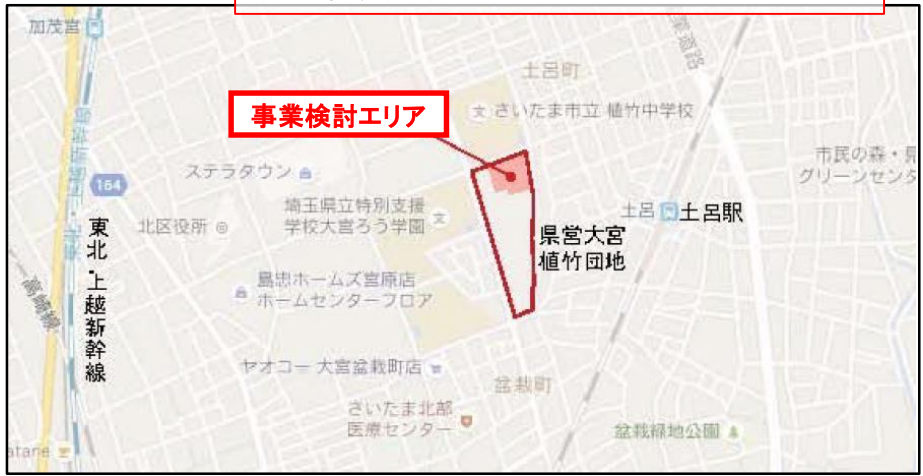 加茂宮
土呂町
事業検討エリア
さいたま市立 植竹中学校
市民の森・見
グリーンセンタ
ステラタウン
164
埼玉県立特別支援
学校大宮ろう学園
土呂
土呂駅
北区役所
東北・上越新幹線
県営大宮
植竹団地
島忠ホームズ宮原店
ホームセンターフロア
高崎線
ヤオコー 大宮盆栽町店
盆栽町
さいたま北部
医療センター
盆栽緑地公園
atane